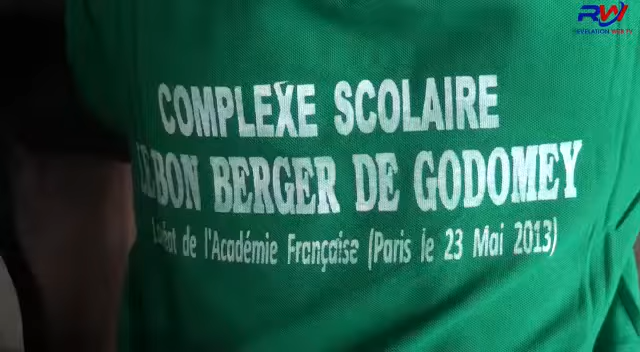 RW
REVELATION WEB TV
COMPLEXE SCOLAIRE
LE BON BERGER DE GODOMEY
de l'Académie Française (Paris le 23 Mai 2013)